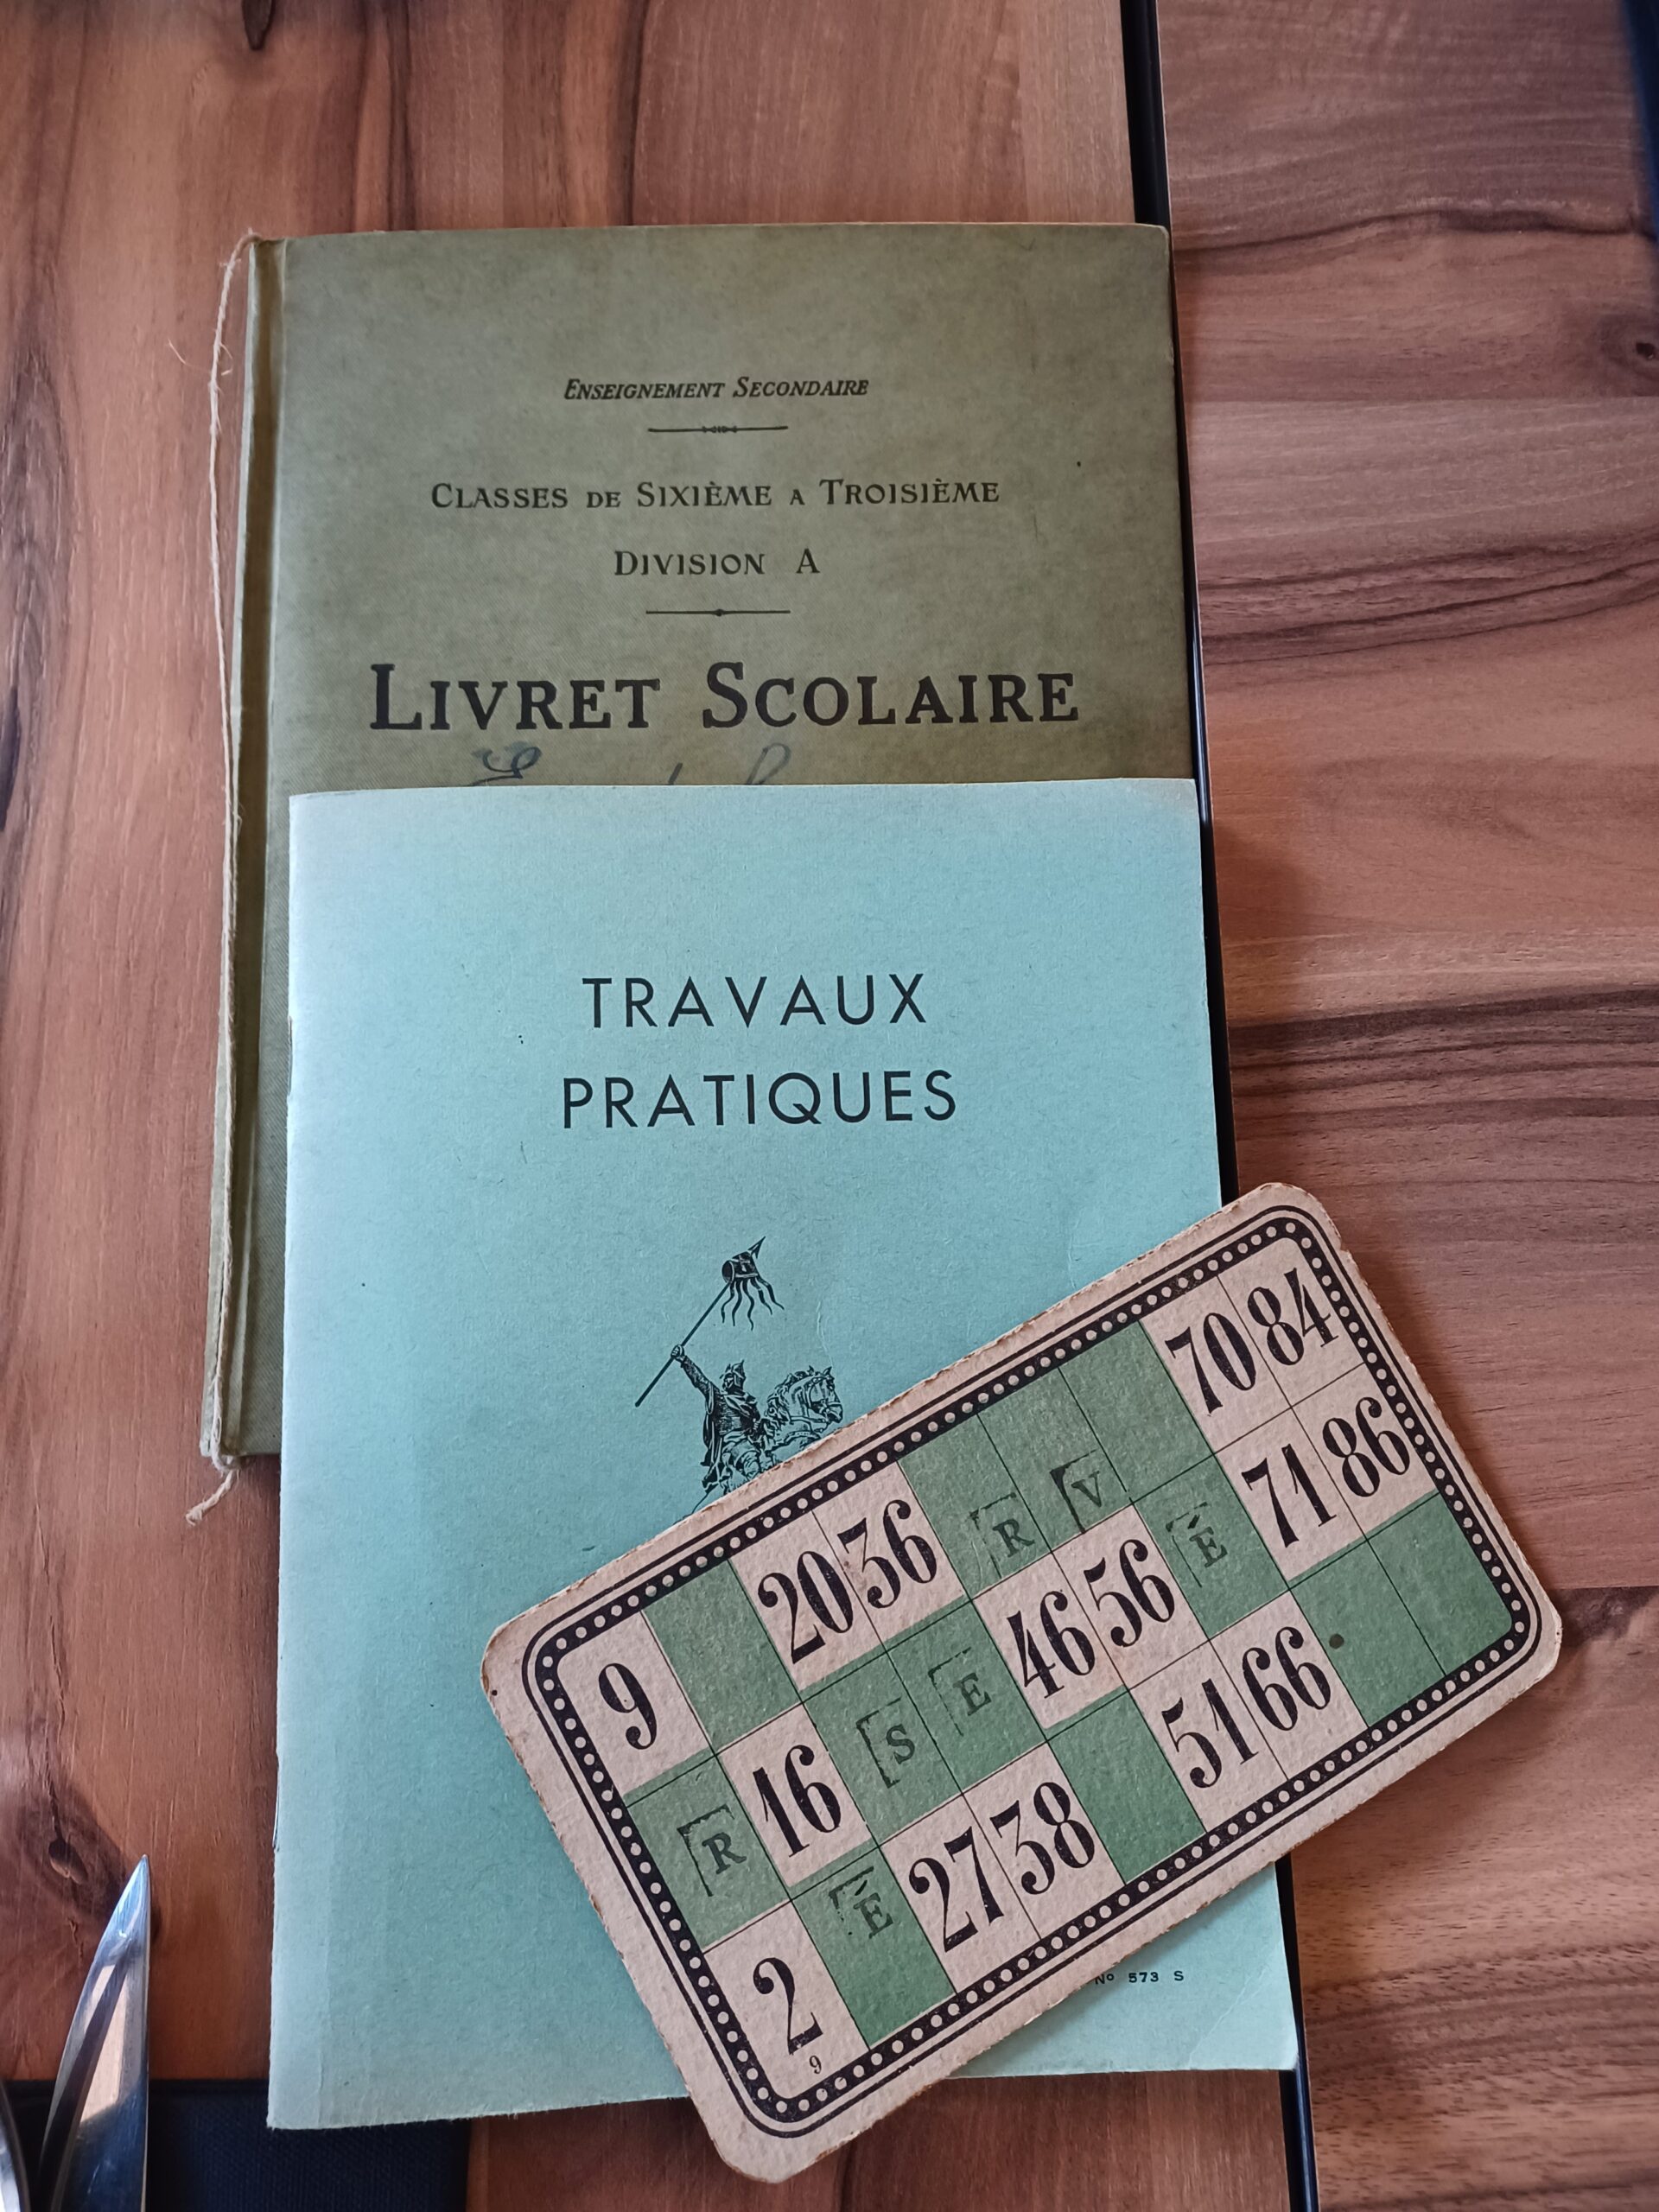 ENSEIGNEMENT SECONDAIRE
CLASSES DE SIXIÈME A TROISIÈME
DIVISION A
LIVRET SCOLAIRE
TRAVAUX
PRATIQUES
9 20 36 R V 70 84
R 16 S E 46 56 É 71 86
2 É 27 38 51 66
9
Nº 573 S